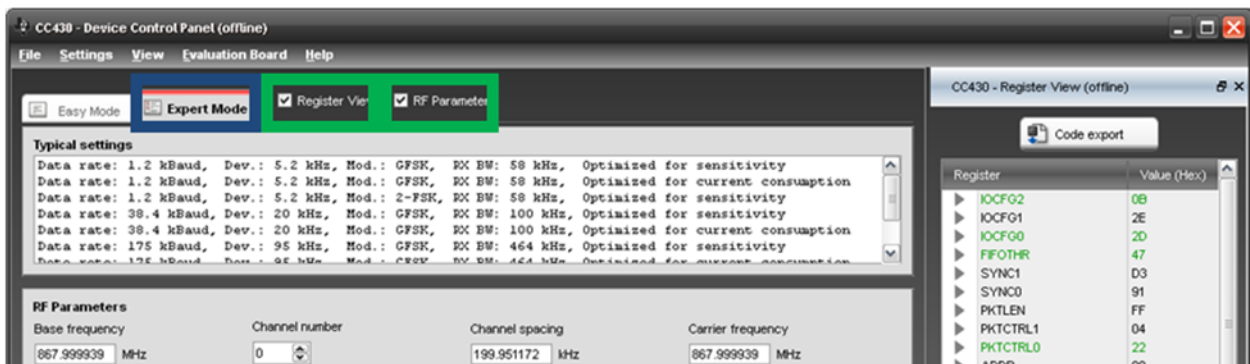 CC430 - Device Control Panel (offline)
File Settings View Evaluation Board Help
Easy Mode Expert Mode Register Vie RF Parameter
Typical settings
Data rate: 1.2 kBaud, Dev.: 5.2 kHz, Mod.: GFSK, RX BW: 58 kHz, Optimized for sensitivity
Data rate: 1.2 kBaud, Dev.: 5.2 kHz, Mod.: GFSK, RX BW: 58 kHz, Optimized for current consumption
Data rate: 1.2 kBaud, Dev.: 5.2 kHz, Mod.: 2-FSK, RX BW: 58 kHz, Optimized for sensitivity
Data rate: 38.4 kBaud, Dev.: 20 kHz, Mod.: GFSK, RX BW: 100 kHz, Optimized for sensitivity
Data rate: 38.4 kBaud, Dev.: 20 kHz, Mod.: GFSK, RX BW: 100 kHz, Optimized for current consumption
Data rate: 175 kBaud, Dev.: 95 kHz, Mod.: GFSK, RX BW: 464 kHz, Optimized for sensitivity
RF Parameters
Base frequency Channel number Channel spacing Carrier frequency
867.999939 MHz 0 199.951172 kHz 867.999939 MHz
CC430 - Register View (offline)
Code export
Register Value (Hex)
IOCFG2 0B
IOCFG1 2E
IOCFG0 2D
FIFOTHR 47
SYNC1 D3
SYNC0 91
PKTLEN FF
PKTCTRL1 04
PKTCTRL0 22